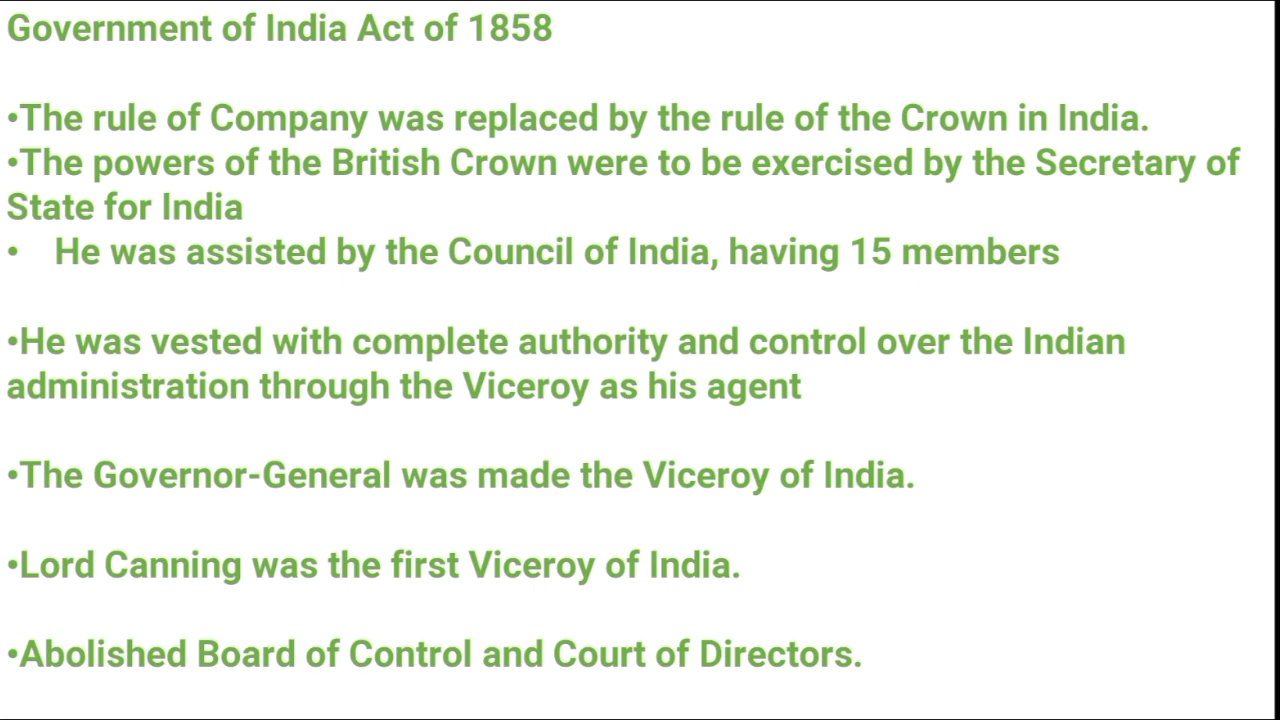 Government of India Act of 1858
•The rule of Company was replaced by the rule of the Crown in India.
•The powers of the British Crown were to be exercised by the Secretary of
State for India
• He was assisted by the Council of India, having 15 members
•He was vested with complete authority and control over the Indian
administration through the Viceroy as his agent
•The Governor-General was made the Viceroy of India.
•Lord Canning was the first Viceroy of India.
•Abolished Board of Control and Court of Directors.